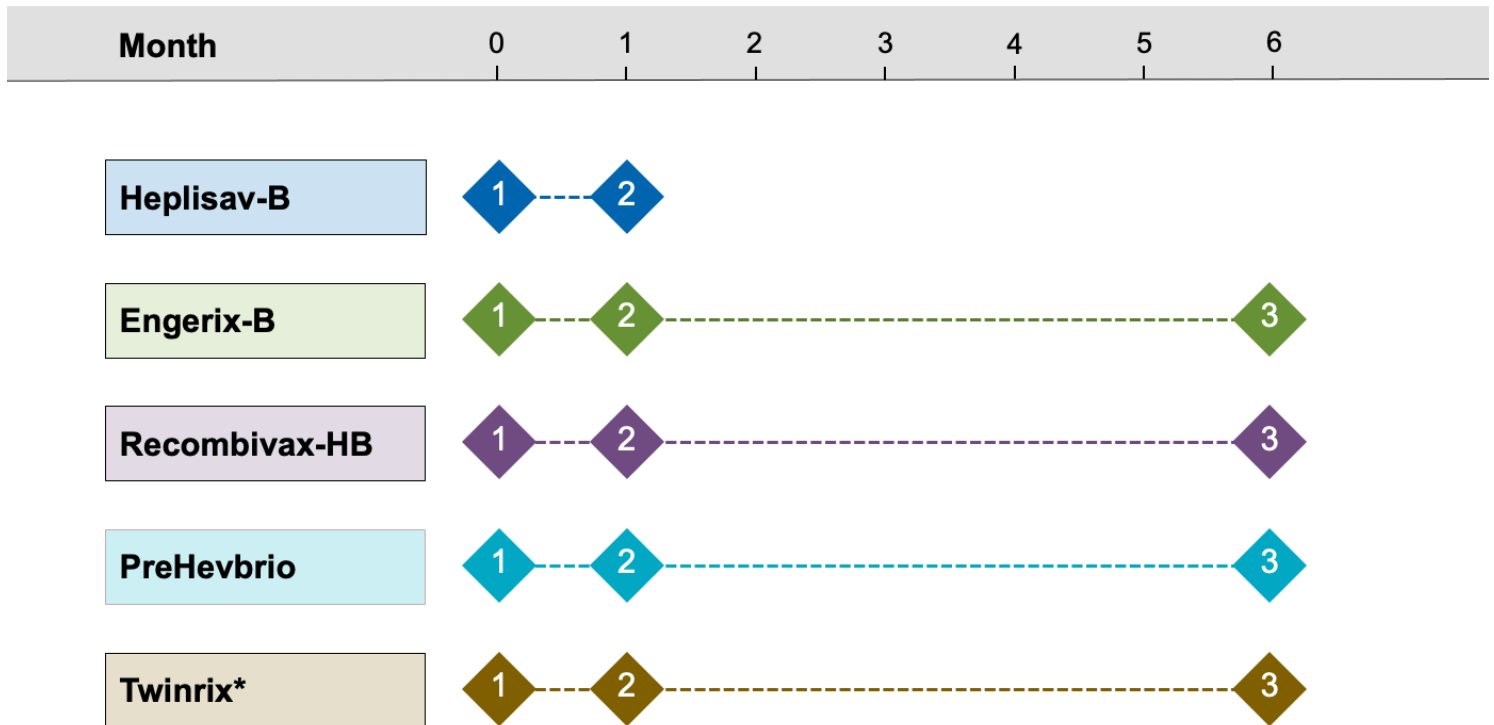 Month 0 1 2 3 4 5 6
Heplisav-B 1 2
Engerix-B 1 2 3
Recombivax-HB 1 2 3
PreHevbrio 1 2 3
Twinrix* 1 2 3